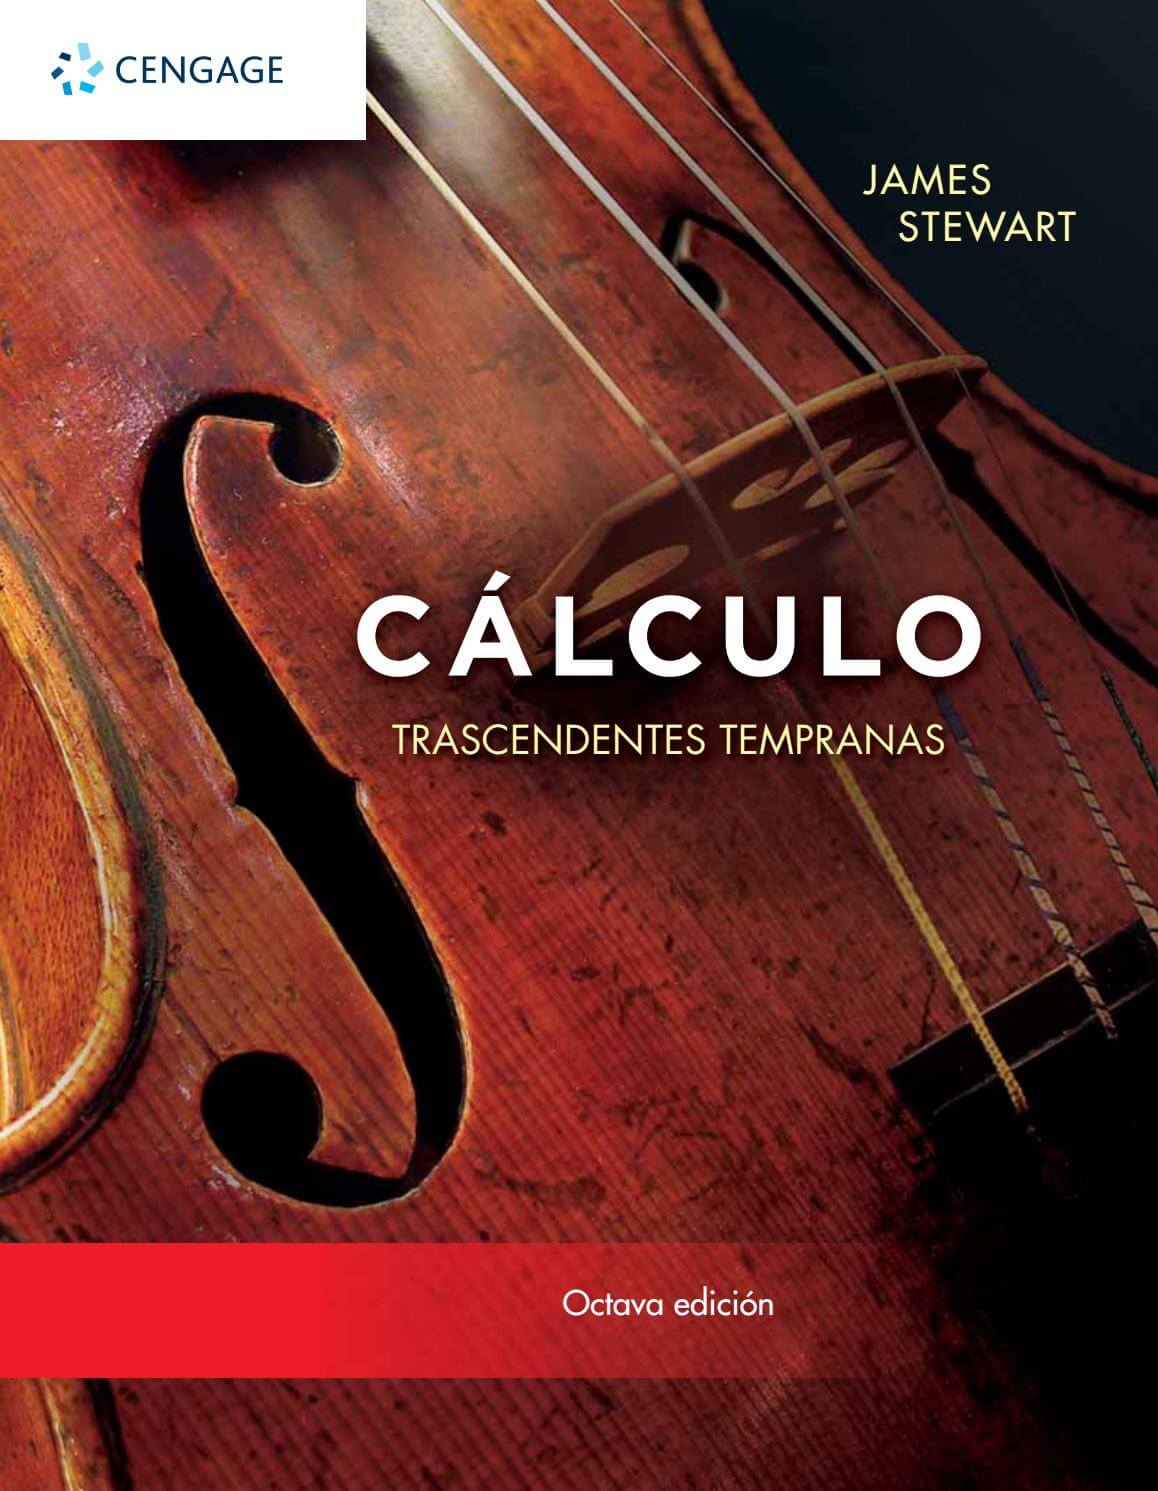 CENGAGE
JAMES
STEWART
CÁLCULO
TRASCENDENTES TEMPRANAS
Octava edición